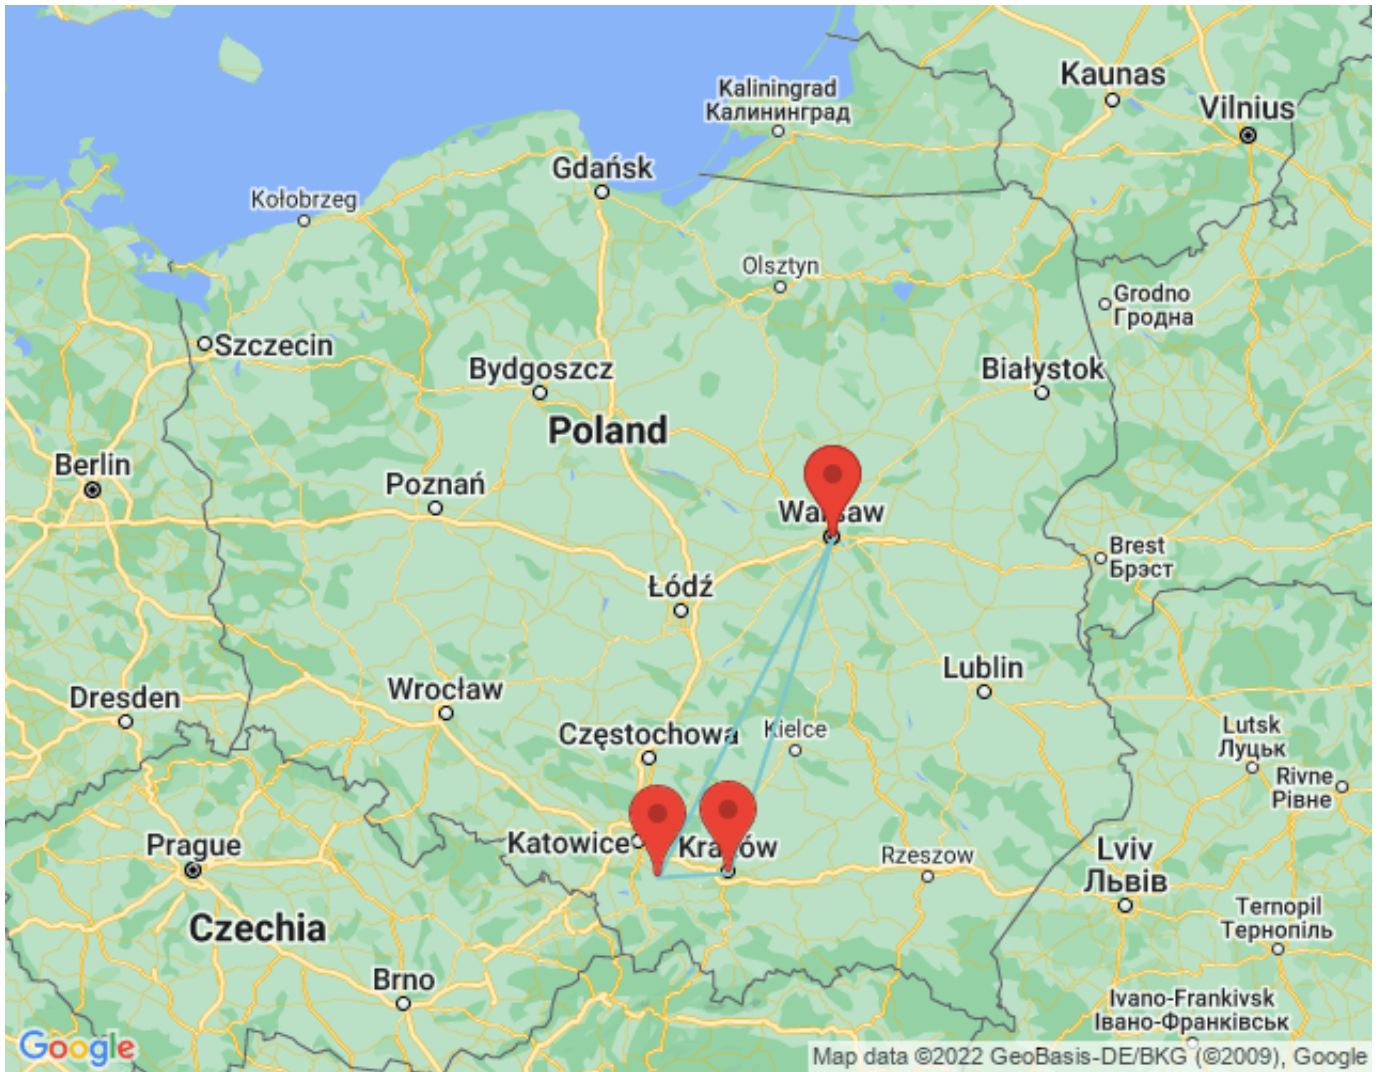 Kaunas
Vilnius
Kaliningrad
Калининград
Gdańsk
Kołobrzeg
Olsztyn
Grodno
Гродна
Szczecin
Bydgoszcz
Białystok
Poland
Berlin
Poznań
Warsaw
Brest
Брэст
Łódź
Lublin
Wrocław
Dresden
Częstochowa
Kielce
Lutsk
Луцьк
Rivne
Рівне
Katowice
Kraków
Prague
Rzeszow
Lviv
Львів
Ternopil
Тернопіль
Czechia
Brno
Ivano-Frankivsk
Івано-Франківськ
Google
Map data ©2022 GeoBasis-DE/BKG (©2009), Google